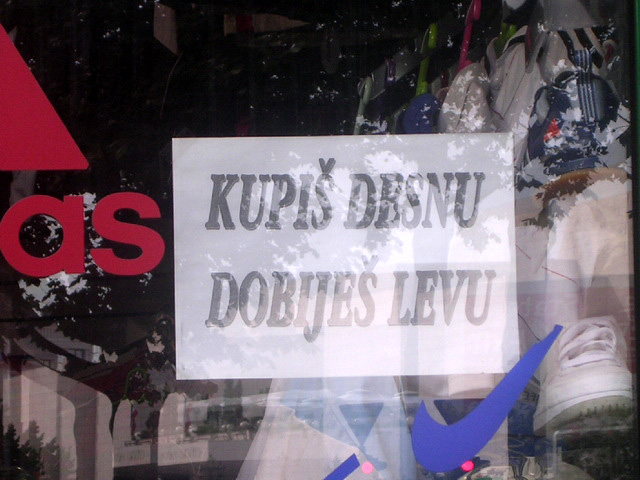 KUPIŠ DESNU
DOBIJEŠ LEVU
as